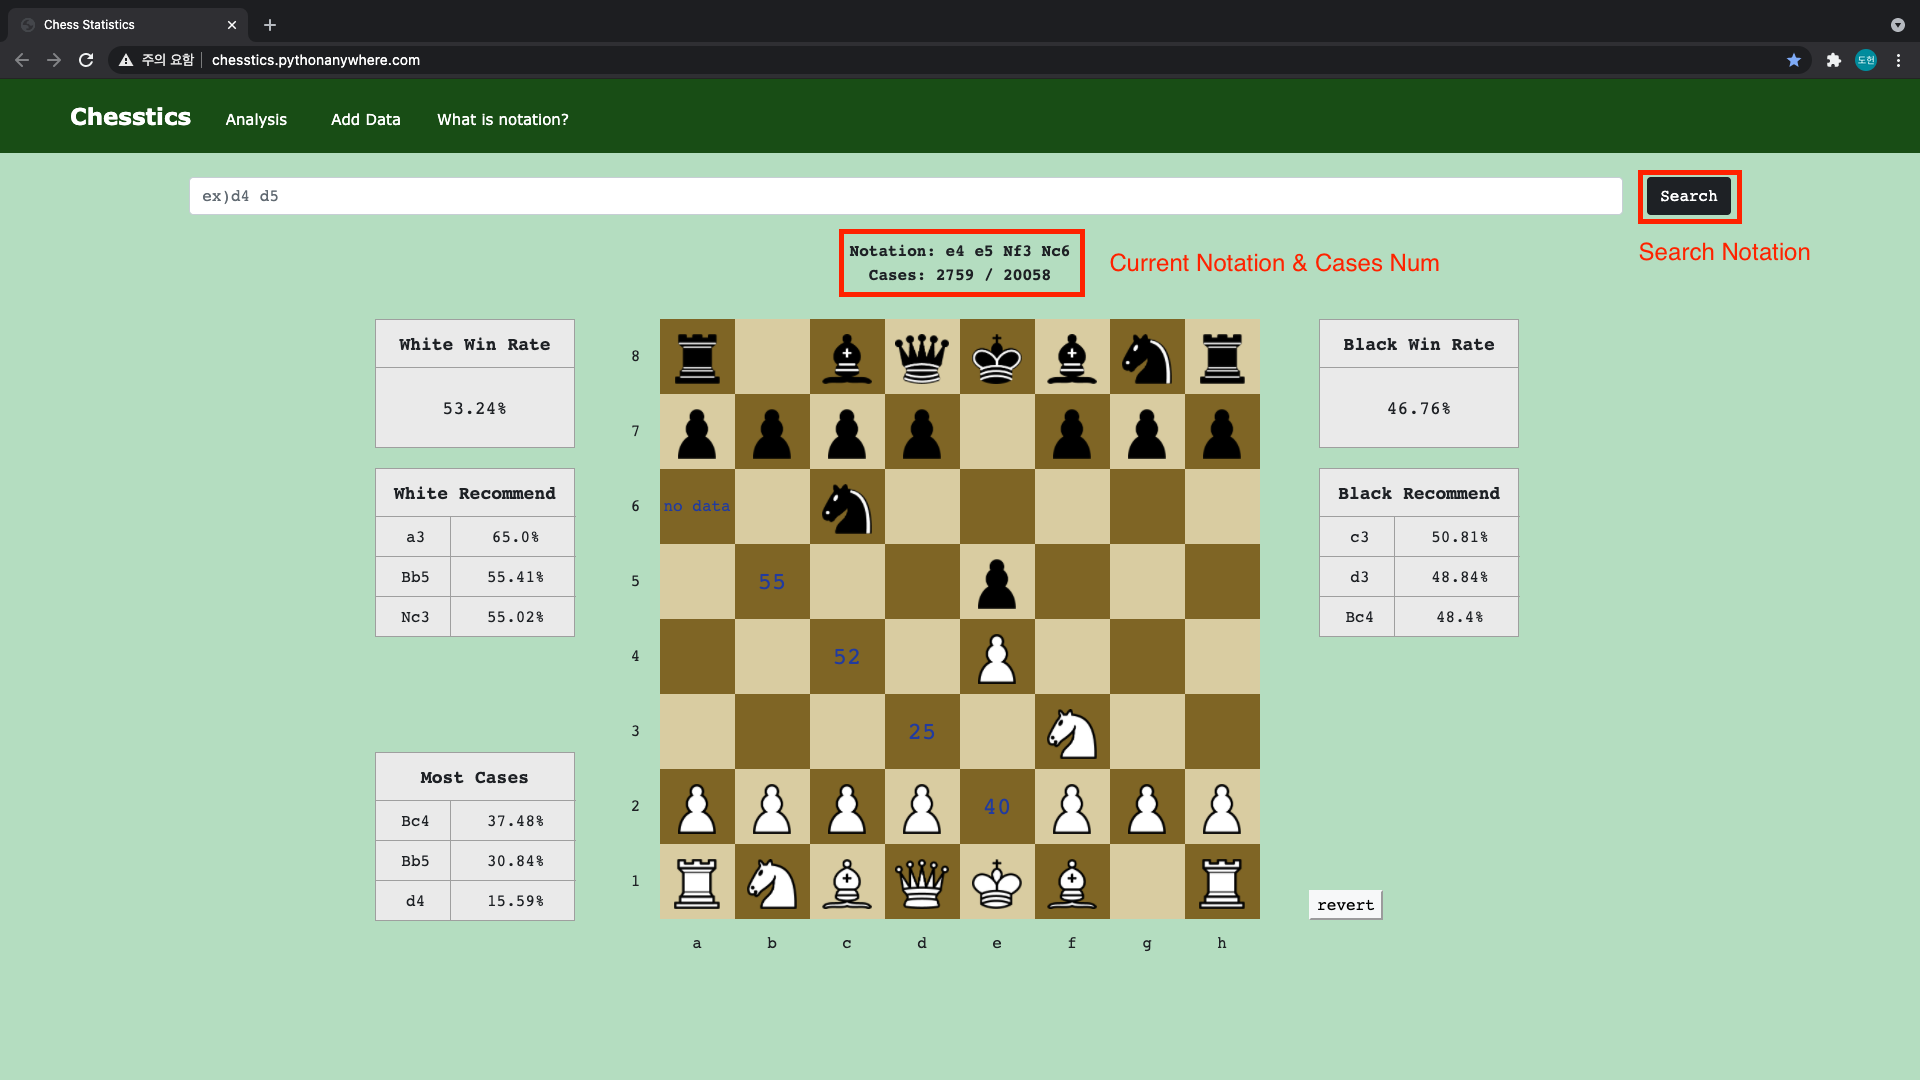 Chess Statistics
주의 요함 chesstics.pythonanywhere.com 도현
Chesstics Analysis Add Data What is notation?
ex)d4 d5 Search
Search Notation
Notation: e4 e5 Nf3 Nc6
Cases: 2759 / 20058
Current Notation & Cases Num
White Win Rate
53.24%
White Recommend
a3 65.0%
Bb5 55.41%
Nc3 55.02%
Most Cases
Bc4 37.48%
Bb5 30.84%
d4 15.59%
8
7
6 no data
5 55
4 52
3 25
2 40
1
a b c d e f g h
Black Win Rate
46.76%
Black Recommend
c3 50.81%
d3 48.84%
Bc4 48.4%
revert